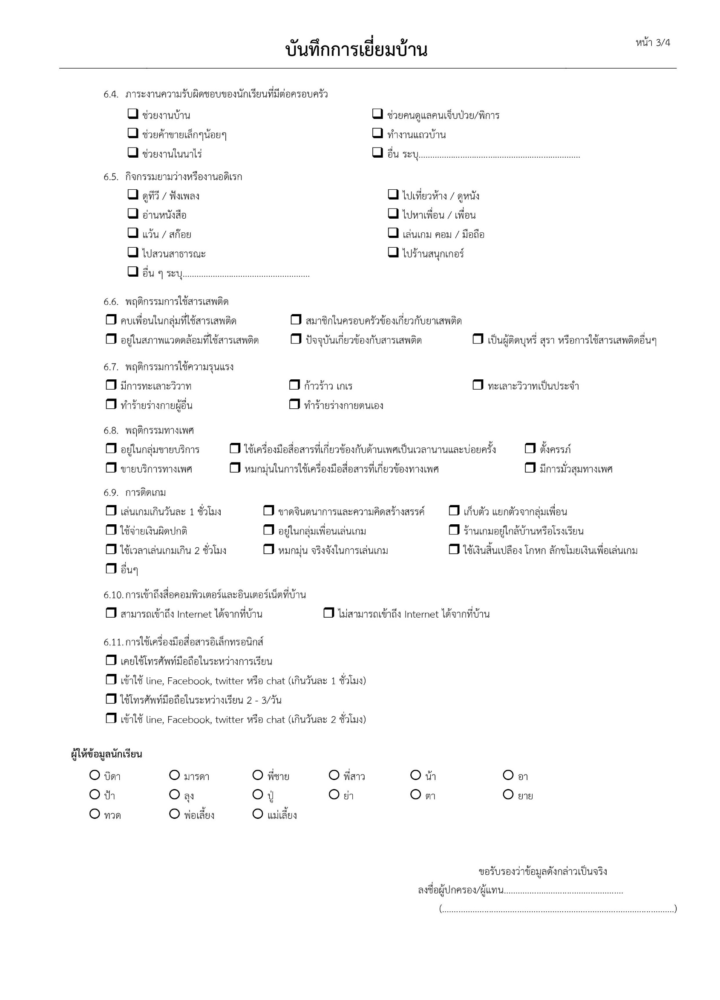 บันทึกการเยี่ยมบ้าน
หน้า 3/4
6.4. ภาระงานความรับผิดชอบของนักเรียนที่มีต่อครอบครัว
❑ ช่วยงานบ้าน ❑ ช่วยคนดูแลคนเจ็บป่วย/พิการ
❑ ช่วยค้าขายเล็กๆน้อยๆ ❑ ทำงานแถวบ้าน
❑ ช่วยงานในนาไร่ ❑ อื่น ระบุ......................................................................
6.5. กิจกรรมยามว่างหรืองานอดิเรก
❑ ดูทีวี / ฟังเพลง ❑ ไปเที่ยวห้าง / ดูหนัง
❑ อ่านหนังสือ ❑ ไปหาเพื่อน / เพื่อน
❑ แว้น / สก๊อย ❑ เล่นเกม คอม / มือถือ
❑ ไปสวนสาธารณะ ❑ ไปร้านสนุกเกอร์
❑ อื่น ๆ ระบุ.......................................................
6.6. พฤติกรรมการใช้สารเสพติด
❒ คบเพื่อนในกลุ่มที่ใช้สารเสพติด ❒ สมาชิกในครอบครัวข้องเกี่ยวกับยาเสพติด
❒ อยู่ในสภาพแวดดล้อมที่ใช้สารเสพติด ❒ ปัจจุบันเกี่ยวข้องกับสารเสพติด ❒ เป็นผู้ติดบุหรี่ สุรา หรือการใช้สารเสพติดอื่นๆ
6.7. พฤติกรรมการใช้ความรุนแรง
❒ มีการทะเลาะวิวาท ❒ ก้าวร้าว เกเร ❒ ทะเลาะวิวาทเป็นประจำ
❒ ทำร้ายร่างกายผู้อื่น ❒ ทำร้ายร่างกายตนเอง
6.8. พฤติกรรมทางเพศ
❒ อยู่ในกลุ่มขายบริการ ❒ ใช้เครื่องมือสื่อสารที่เกี่ยวข้องกับด้านเพศเป็นเวลานานและบ่อยครั้ง ❒ ตั้งครรภ์
❒ ขายบริการทางเพศ ❒ หมกมุ่นในการใช้เครื่องมือสื่อสารที่เกี่ยวข้องทางเพศ ❒ มีการมั่วสุมทางเพศ
6.9. การติดเกม
❒ เล่นเกมเกินวันละ 1 ชั่วโมง ❒ ขาดจินตนาการและความคิดสร้างสรรค์ ❒ เก็บตัว แยกตัวจากลุ่มเพื่อน
❒ ใช้จ่ายเงินผิดปกติ ❒ อยู่ในกลุ่มเพื่อนเล่นเกม ❒ ร้านเกมอยู่ใกล้บ้านหรือโรงเรียน
❒ ใช้เวลาเล่นเกมเกิน 2 ชั่วโมง ❒ หมกมุ่น จริงจังในการเล่นเกม ❒ ใช้เงินสิ้นเปลือง โกหก ลักขโมยเงินเพื่อเล่นเกม
❒ อื่นๆ
6.10. การเข้าถึงสื่อคอมพิวเตอร์และอินเตอร์เน็ตที่บ้าน
❒ สามารถเข้าถึง Internet ได้จากที่บ้าน ❒ ไม่สามารถเข้าถึง Internet ได้จากที่บ้าน
6.11. การใช้เครื่องมือสื่อสารอิเล็กทรอนิกส์
❒ เคยใช้โทรศัพท์มือถือในระหว่างการเรียน
❒ เข้าใช้ line, Facebook, twitter หรือ chat (เกินวันละ 1 ชั่วโมง)
❒ ใช้โทรศัพท์มือถือในระหว่างเรียน 2 - 3/วัน
❒ เข้าใช้ line, Facebook, twitter หรือ chat (เกินวันละ 2 ชั่วโมง)
ผู้ให้ข้อมูลนักเรียน
○ บิดา ○ มารดา ○ พี่ชาย ○ พี่สาว ○ น้า ○ อา
○ ป้า ○ ลุง ○ ปู่ ○ ย่า ○ ตา ○ ยาย
○ ทวด ○ พ่อเลี้ยง ○ แม่เลี้ยง
ขอรับรองว่าข้อมูลดังกล่าวเป็นจริง
ลงชื่อผู้ปกครอง/ผู้แทน....................................................
(.....................................................................................................)